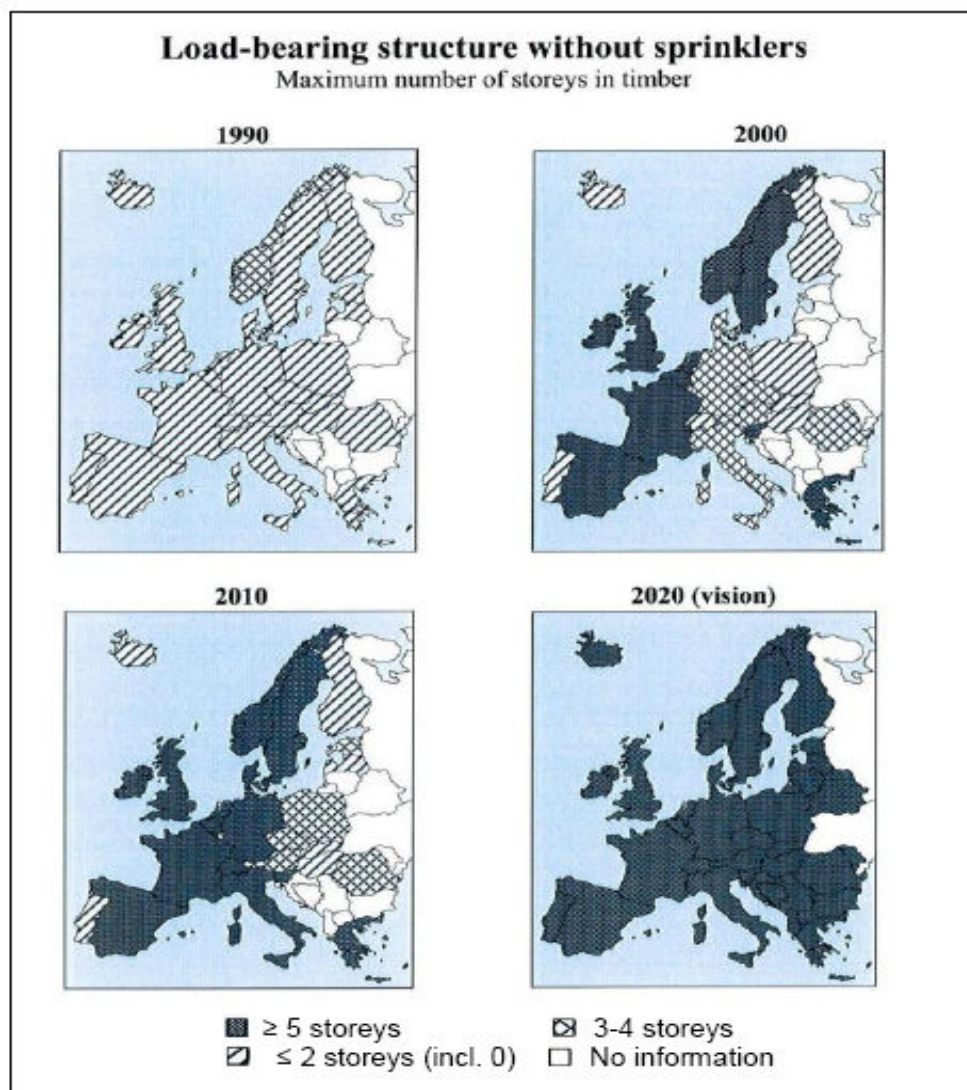 Load-bearing structure without sprinklers
Maximum number of storeys in timber
1990
2000
2010
2020 (vision)
≥ 5 storeys
3-4 storeys
≤ 2 storeys (incl. 0)
No information